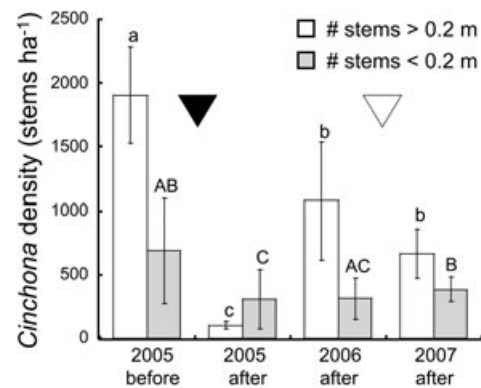 2500
2000
1500
1000
500
0
Cinchona density (stems ha⁻¹)
# stems > 0.2 m
# stems < 0.2 m
a
AB
c
C
b
AC
b
B
2005 2005 2006 2007
before after after after